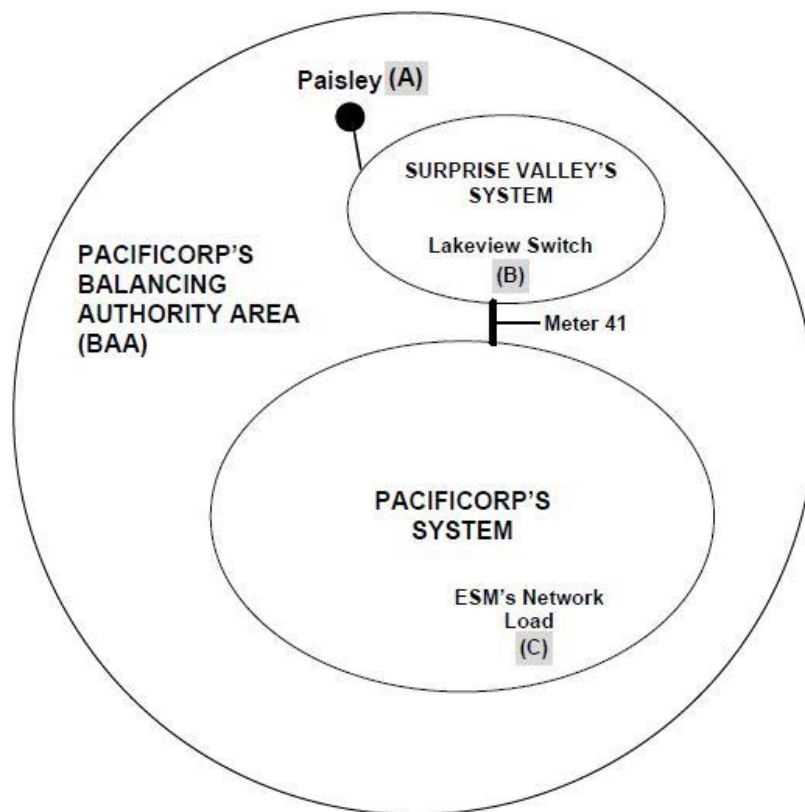 Paisley (A)
SURPRISE VALLEY'S
SYSTEM
Lakeview Switch
(B)
PACIFICORP'S
BALANCING
AUTHORITY AREA
(BAA)
Meter 41
PACIFICORP'S
SYSTEM
ESM's Network
Load
(C)